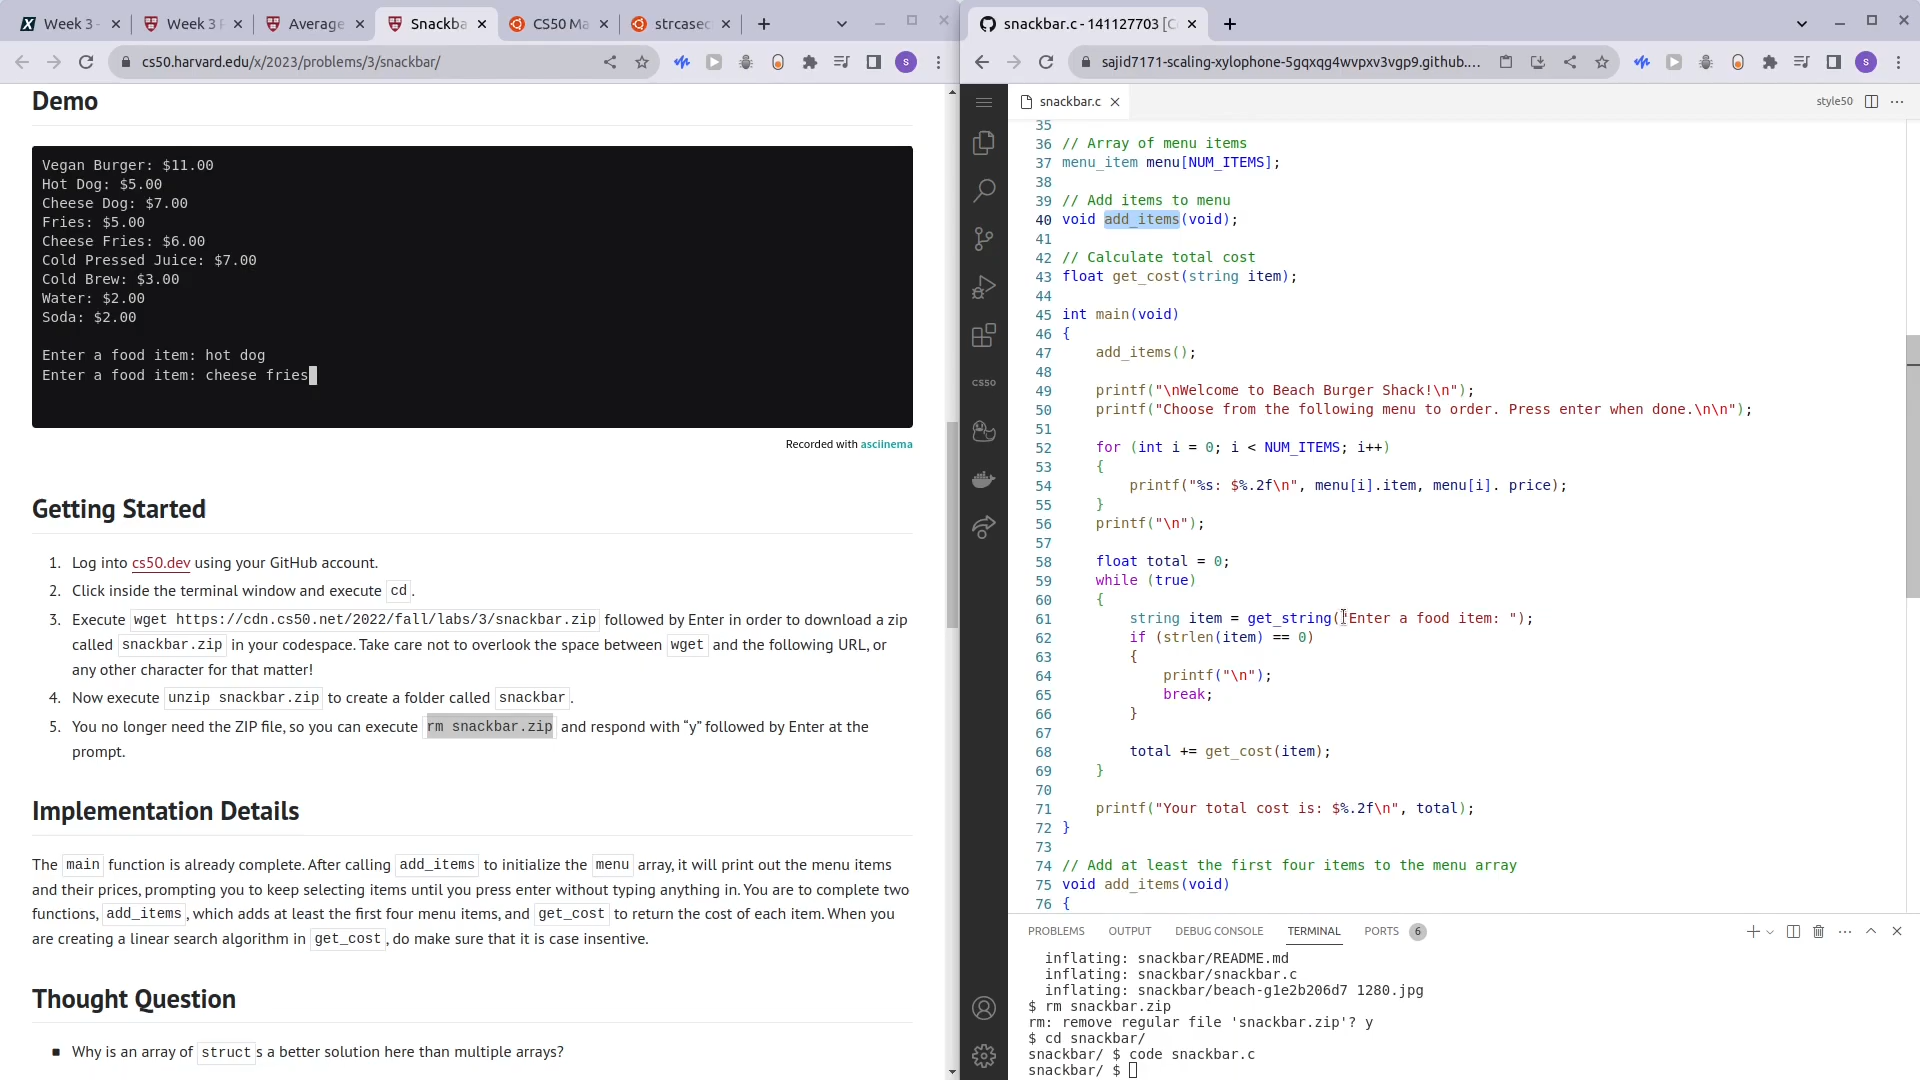 Week 3 -
Week 3 P
Average
Snackba
CS50 Ma
strcasec
cs50.harvard.edu/x/2023/problems/3/snackbar/
S
Demo
Vegan Burger: $11.00
Hot Dog: $5.00
Cheese Dog: $7.00
Fries: $5.00
Cheese Fries: $6.00
Cold Pressed Juice: $7.00
Cold Brew: $3.00
Water: $2.00
Soda: $2.00
Enter a food item: hot dog
Enter a food item: cheese fries
Recorded with asciinema
Getting Started
1. Log into cs50.dev using your GitHub account.
2. Click inside the terminal window and execute cd.
3. Execute wget https://cdn.cs50.net/2022/fall/labs/3/snackbar.zip followed by Enter in order to download a zip
called snackbar.zip in your codespace. Take care not to overlook the space between wget and the following URL, or
any other character for that matter!
4. Now execute unzip snackbar.zip to create a folder called snackbar.
5. You no longer need the ZIP file, so you can execute rm snackbar.zip and respond with “y” followed by Enter at the
prompt.
Implementation Details
The main function is already complete. After calling add_items to initialize the menu array, it will print out the menu items
and their prices, prompting you to keep selecting items until you press enter without typing anything in. You are to complete two
functions, add_items, which adds at least the first four menu items, and get_cost to return the cost of each item. When you
are creating a linear search algorithm in get_cost, do make sure that it is case insentive.
Thought Question
Why is an array of structs a better solution here than multiple arrays?
snackbar.c - 141127703 [C
sajid7171-scaling-xylophone-5gqxqg4wvpxv3vgp9.github....
S
snackbar.c
style50
CS50
35
36 // Array of menu items
37 menu_item menu[NUM_ITEMS];
38
39 // Add items to menu
40 void add_items(void);
41
42 // Calculate total cost
43 float get_cost(string item);
44
45 int main(void)
46 {
47 add_items();
48
49 printf("\nWelcome to Beach Burger Shack!\n");
50 printf("Choose from the following menu to order. Press enter when done.\n\n");
51
52 for (int i = 0; i < NUM_ITEMS; i++)
53 {
54 printf("%s: $%.2f\n", menu[i].item, menu[i]. price);
55 }
56 printf("\n");
57
58 float total = 0;
59 while (true)
60 {
61 string item = get_string("Enter a food item: ");
62 if (strlen(item) == 0)
63 {
64 printf("\n");
65 break;
66 }
67
68 total += get_cost(item);
69 }
70
71 printf("Your total cost is: $%.2f\n", total);
72 }
73
74 // Add at least the first four items to the menu array
75 void add_items(void)
76 {
PROBLEMS OUTPUT DEBUG CONSOLE TERMINAL PORTS 6
inflating: snackbar/README.md
inflating: snackbar/snackbar.c
inflating: snackbar/beach-g1e2b206d7 1280.jpg
$ rm snackbar.zip
rm: remove regular file 'snackbar.zip'? y
$ cd snackbar/
snackbar/ $ code snackbar.c
snackbar/ $